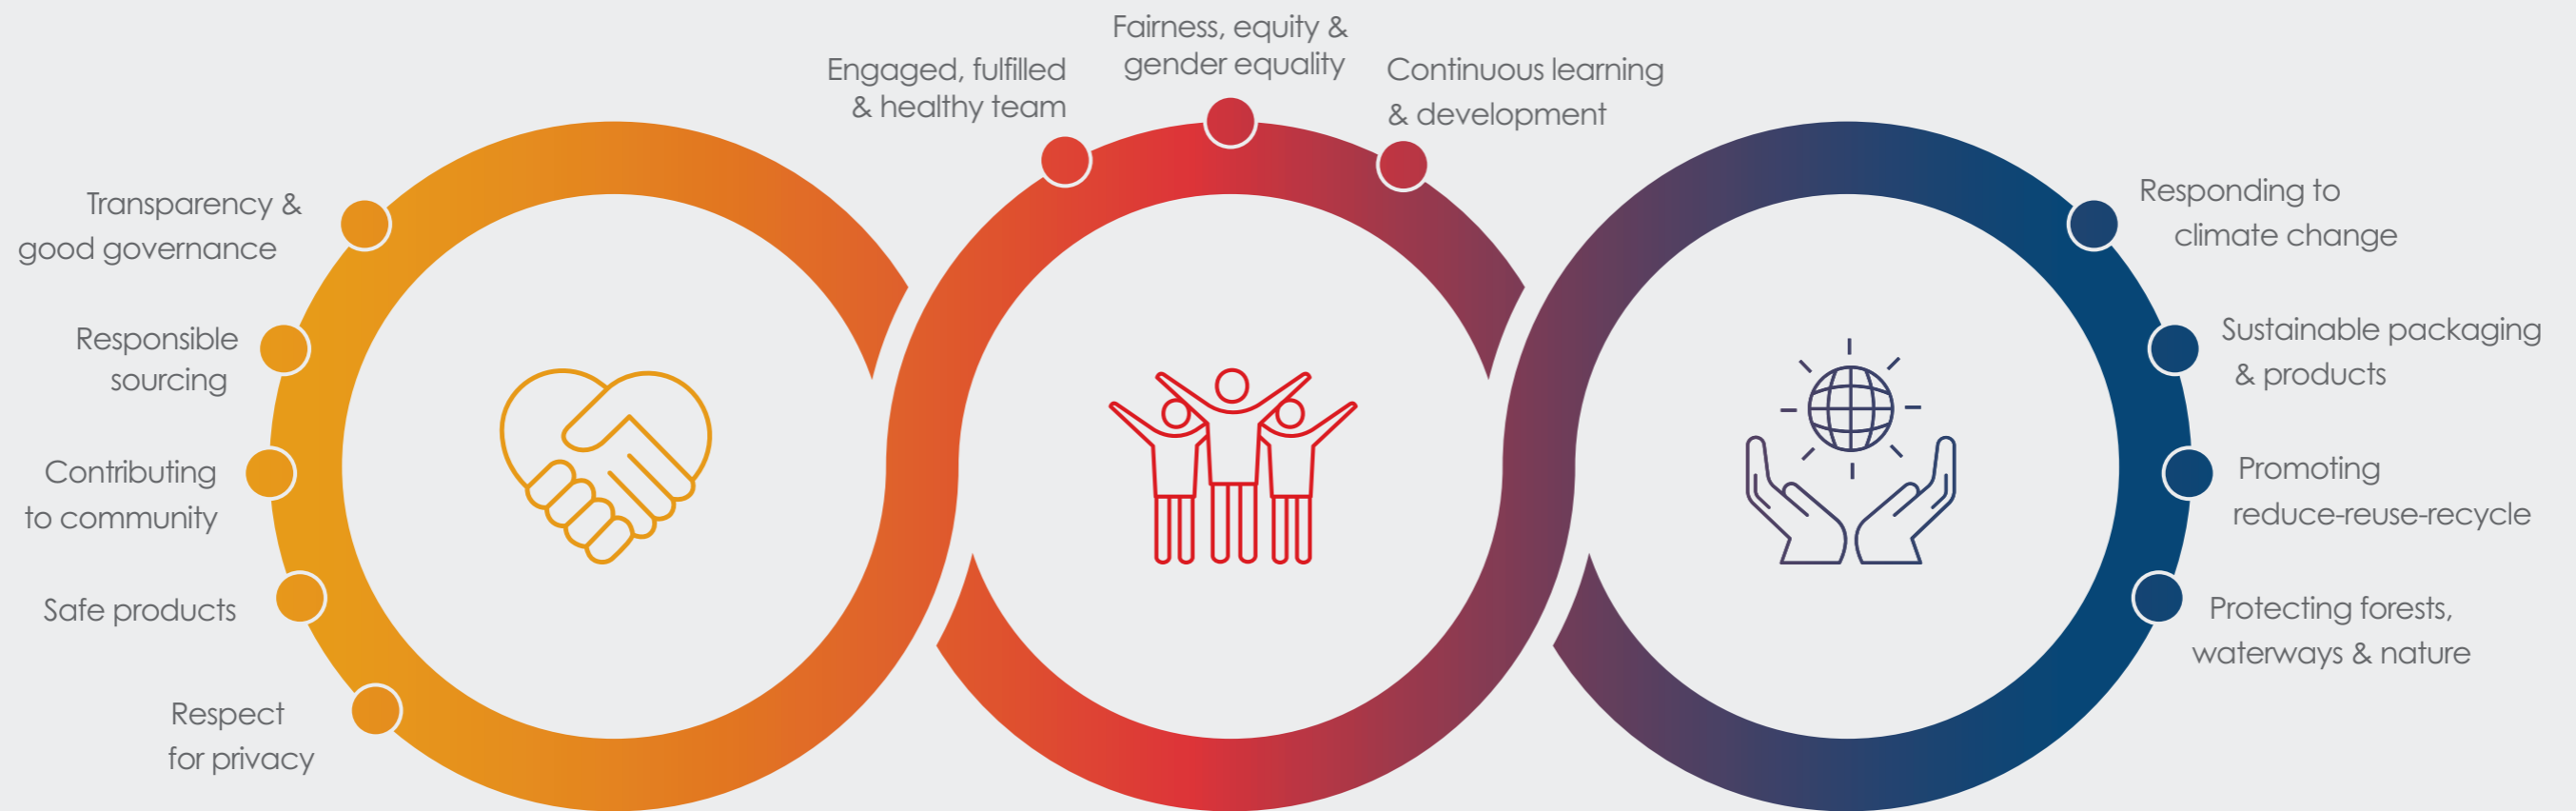 Transparency &
good governance
Responsible
sourcing
Contributing
to community
Safe products
Respect
for privacy
Engaged, fulfilled
& healthy team
Fairness, equity &
gender equality
Continuous learning
& development
Responding to
climate change
Sustainable packaging
& products
Promoting
reduce-reuse-recycle
Protecting forests,
waterways & nature